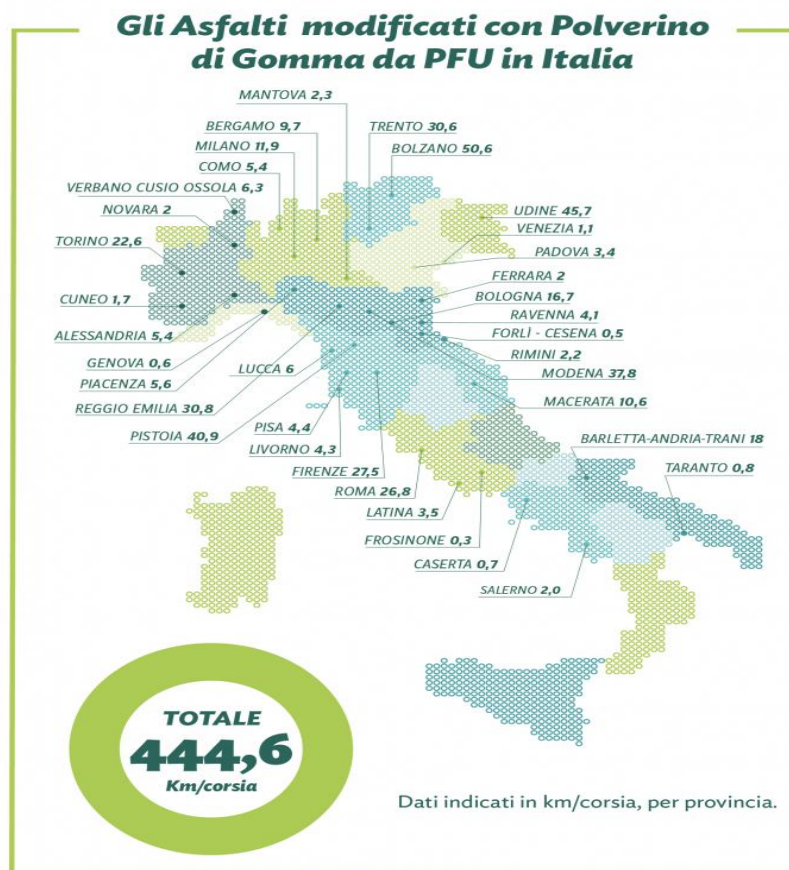 Gli Asfalti modificati con Polverino
di Gomma da PFU in Italia
MANTOVA 2,3
BERGAMO 9,7
TRENTO 30,6
MILANO 11,9
BOLZANO 50,6
COMO 5,4
VERBANO CUSIO OSSOLA 6,3
NOVARA 2
UDINE 45,7
VENEZIA 1,1
TORINO 22,6
PADOVA 3,4
FERRARA 2
CUNEO 1,7
BOLOGNA 16,7
RAVENNA 4,1
ALESSANDRIA 5,4
FORLÌ - CESENA 0,5
GENOVA 0,6
RIMINI 2,2
LUCCA 6
MODENA 37,8
PIACENZA 5,6
REGGIO EMILIA 30,8
MACERATA 10,6
PISA 4,4
PISTOIA 40,9
BARLETTA-ANDRIA-TRANI 18
LIVORNO 4,3
FIRENZE 27,5
TARANTO 0,8
ROMA 26,8
LATINA 3,5
FROSINONE 0,3
CASERTA 0,7
SALERNO 2,0
TOTALE
444,6
Km/corsia
Dati indicati in km/corsia, per provincia.